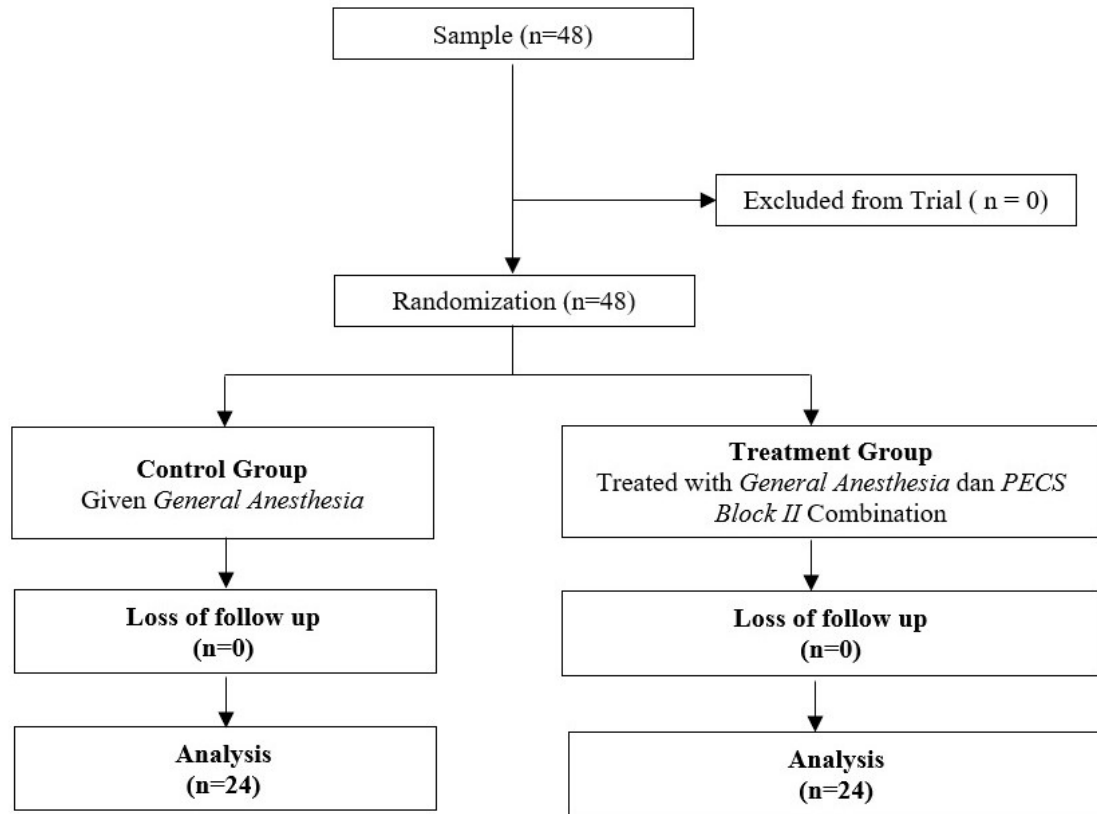 Sample (n=48)
Excluded from Trial ( n = 0)
Randomization (n=48)
Control Group
Given General Anesthesia
Treatment Group
Treated with General Anesthesia dan PECS
Block II Combination
Loss of follow up
(n=0)
Loss of follow up
(n=0)
Analysis
(n=24)
Analysis
(n=24)